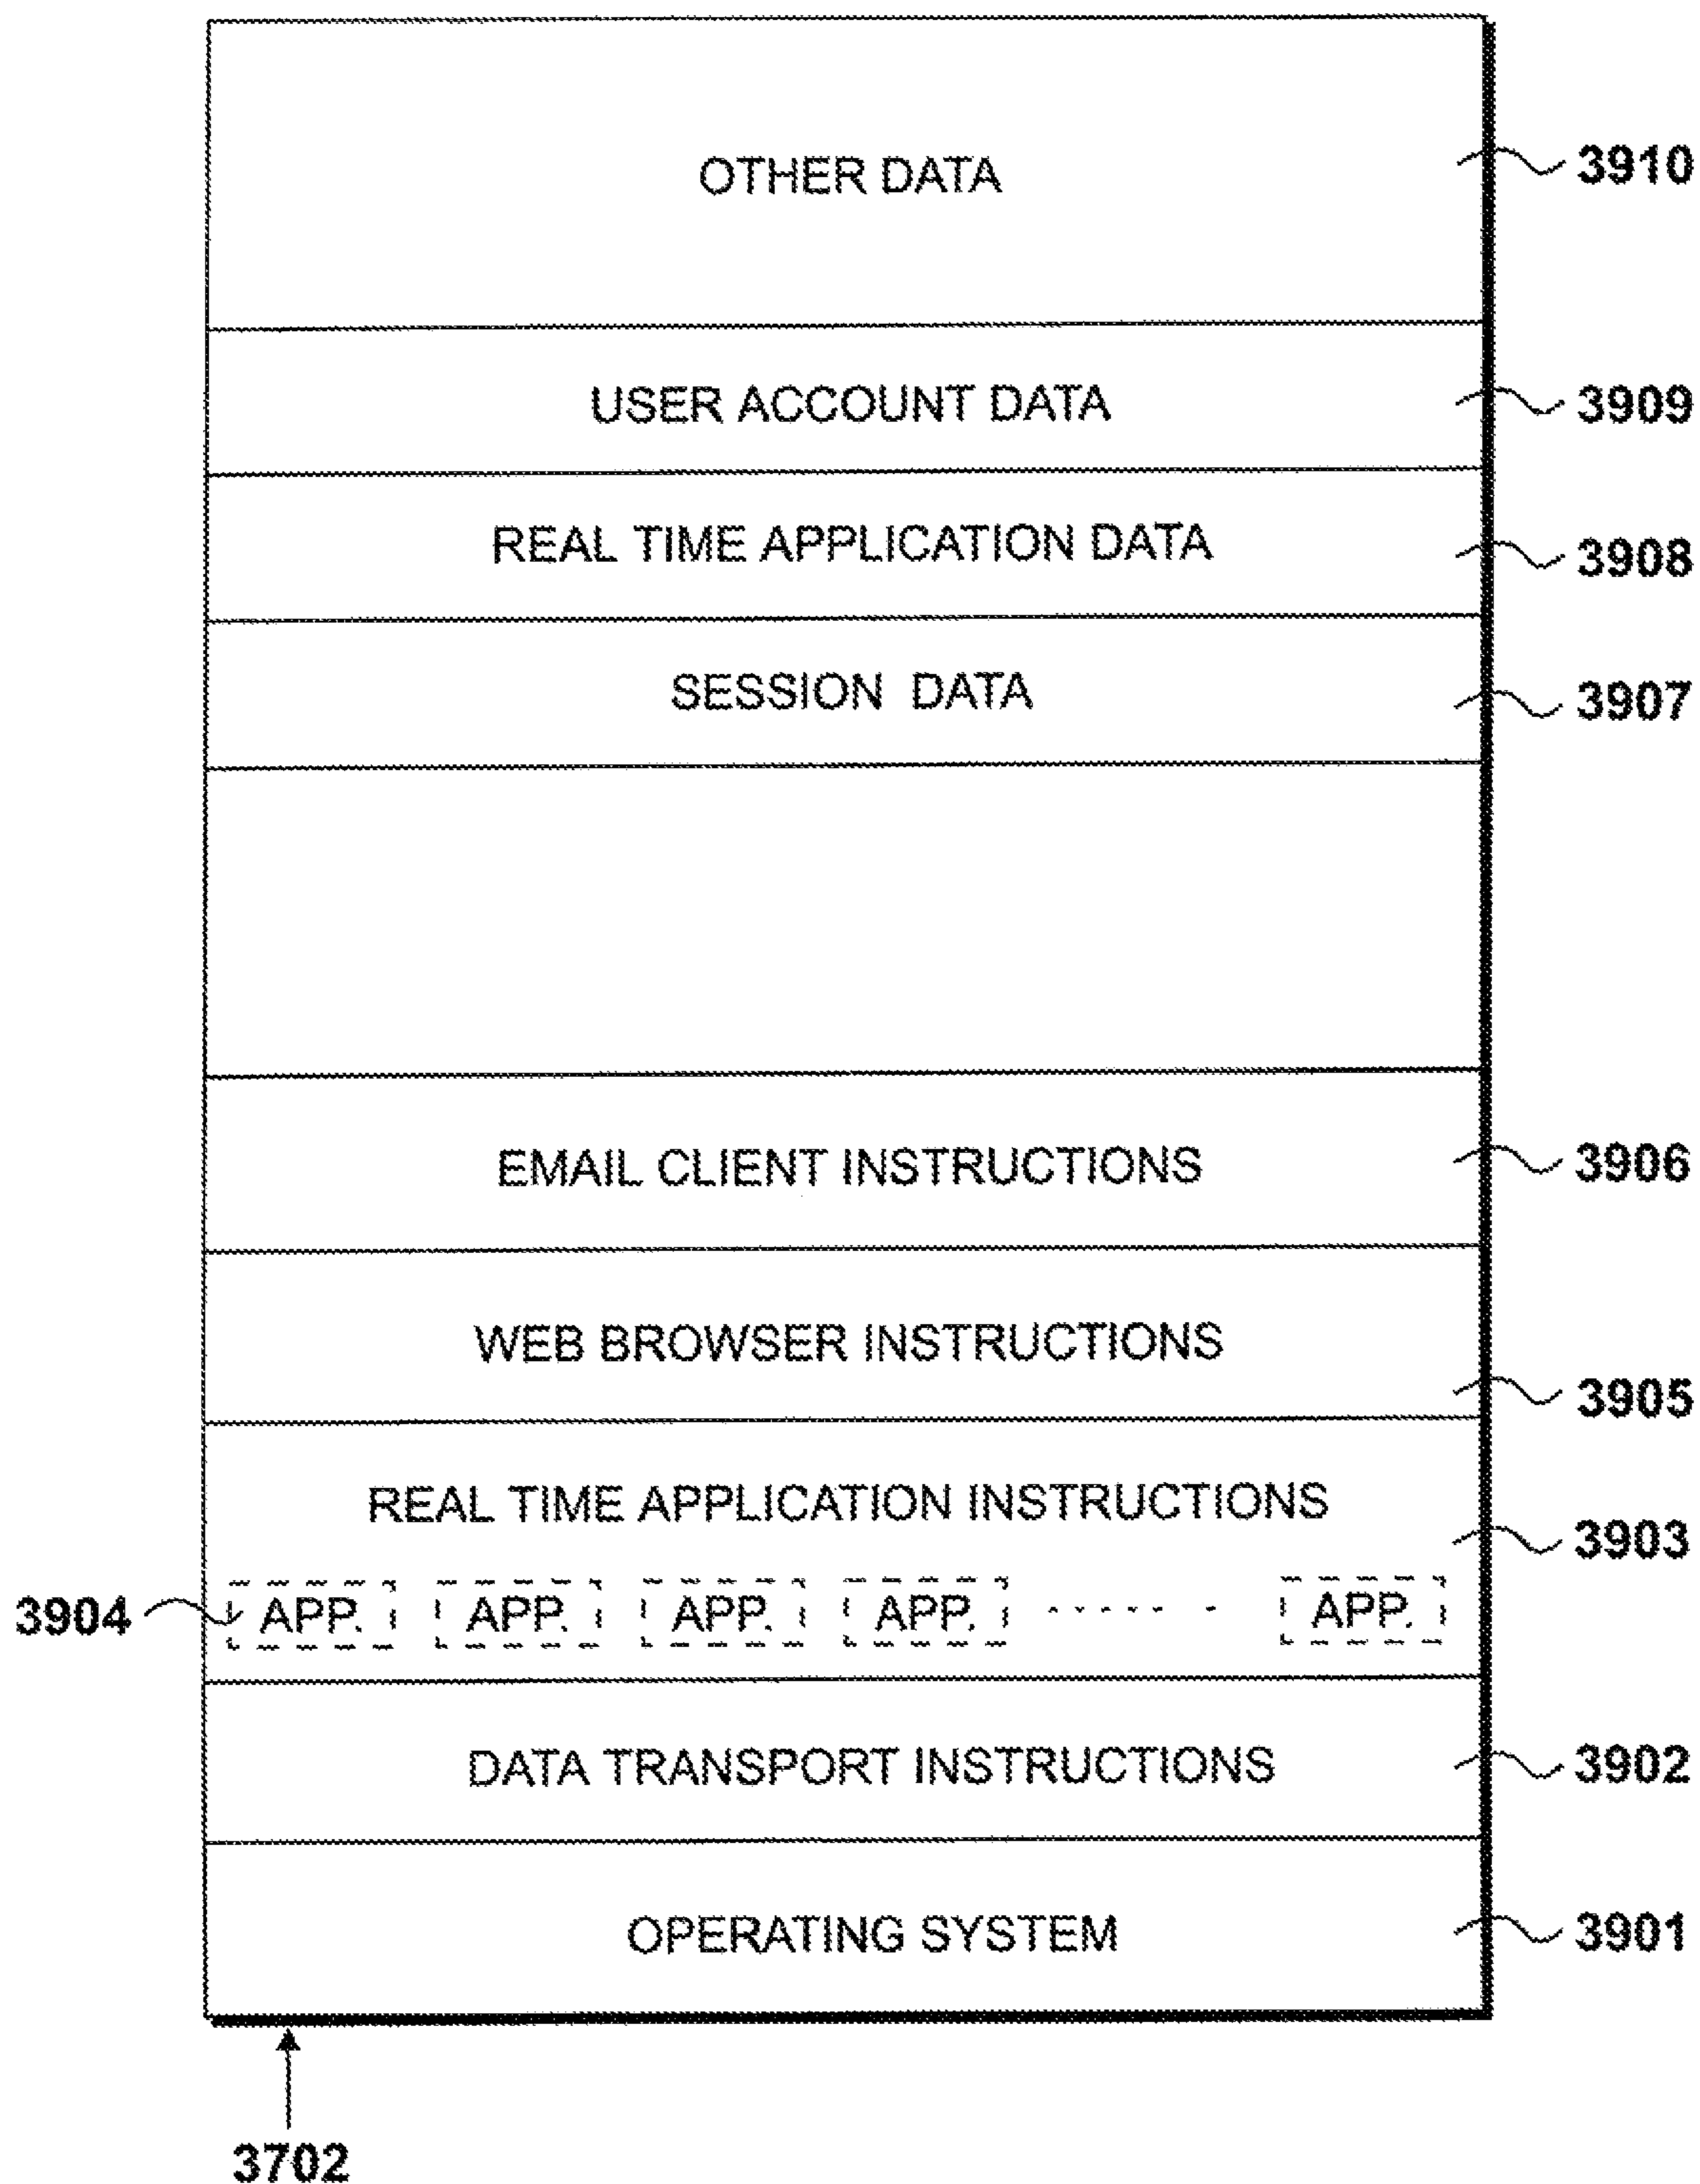 OTHER DATA 3910
USER ACCOUNT DATA 3909
REAL TIME APPLICATION DATA 3908
SESSION DATA 3907
EMAIL CLIENT INSTRUCTIONS 3906
WEB BROWSER INSTRUCTIONS
3905
REAL TIME APPLICATION INSTRUCTIONS
3903
3904 APP. APP. APP. APP. - - - - - - APP.
DATA TRANSPORT INSTRUCTIONS 3902
OPERATING SYSTEM 3901
3702